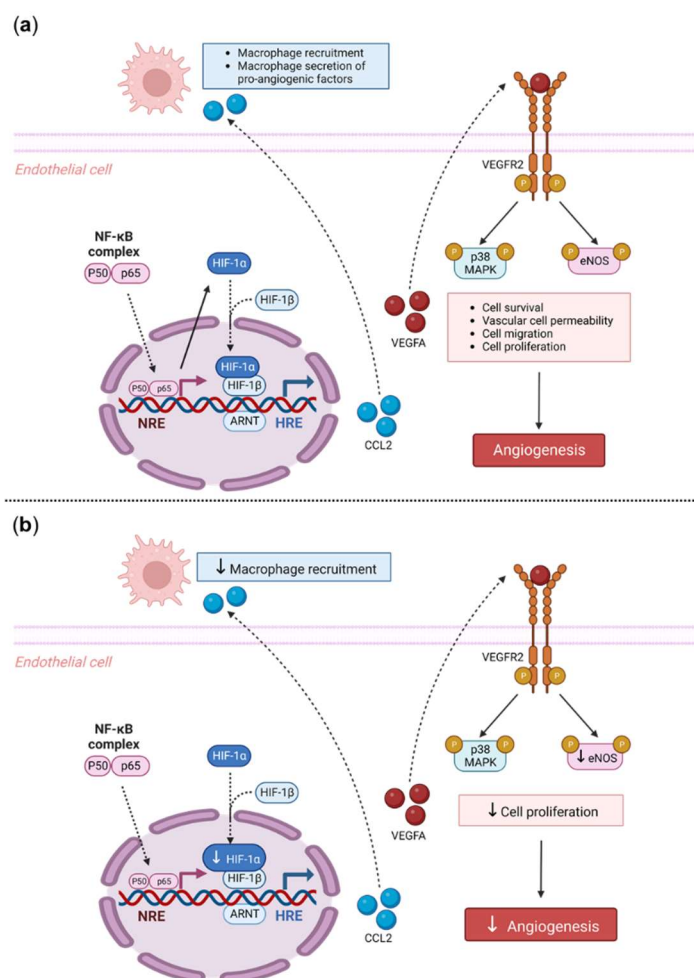 (a)
• Macrophage recruitment
• Macrophage secretion of
pro-angiogenic factors
Endothelial cell
VEGFR2
P P
NF-κB
complex
P50 p65
HIF-1α
HIF-1β
P P
p38
MAPK
P P
eNOS
VEGFA
• Cell survival
• Vascular cell permeability
• Cell migration
• Cell proliferation
HIF-1α
P50 p65
HIF-1β
NRE
ARNT
HRE
CCL2
Angiogenesis
(b)
↓ Macrophage recruitment
Endothelial cell
VEGFR2
P P
NF-κB
complex
P50 p65
HIF-1α
HIF-1β
P P
p38
MAPK
P P
↓ eNOS
VEGFA
↓ Cell proliferation
↓ HIF-1α
P50 p65
HIF-1β
NRE
ARNT
HRE
CCL2
↓ Angiogenesis